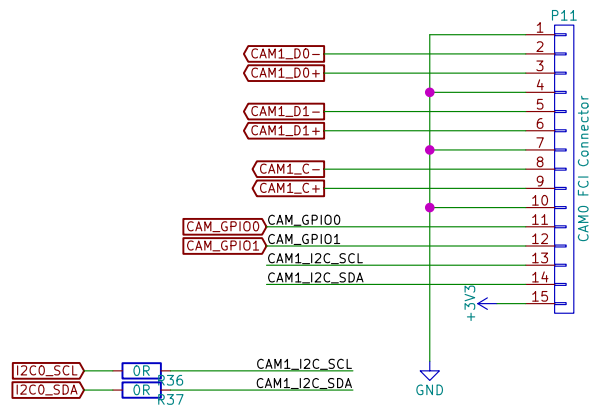 P11
1
CAM1_D0- 2
CAM1_D0+ 3
4
CAM1_D1- 5
CAM1_D1+ 6
7
CAM1_C- 8
CAM1_C+ 9
10
CAM_GPIO0 CAM_GPIO0 11
CAM_GPIO1 CAM_GPIO1 12
CAM1_I2C_SCL 13
CAM1_I2C_SDA 14
+3V3 15
CAM0 FCI Connector
I2C0_SCL 0R R36 CAM1_I2C_SCL
I2C0_SDA 0R R37 CAM1_I2C_SDA
GND